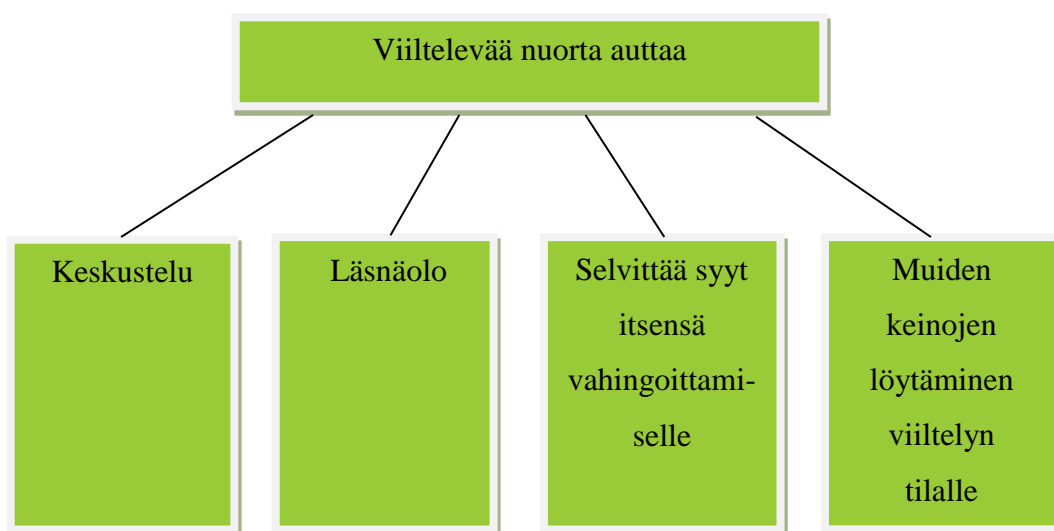 Viiltelevää nuorta auttaa
Keskustelu
Läsnäolo
Selvittää syyt
itsensä
vahingoittami-
selle
Muiden
keinojen
löytäminen
viiltelyn
tilalle